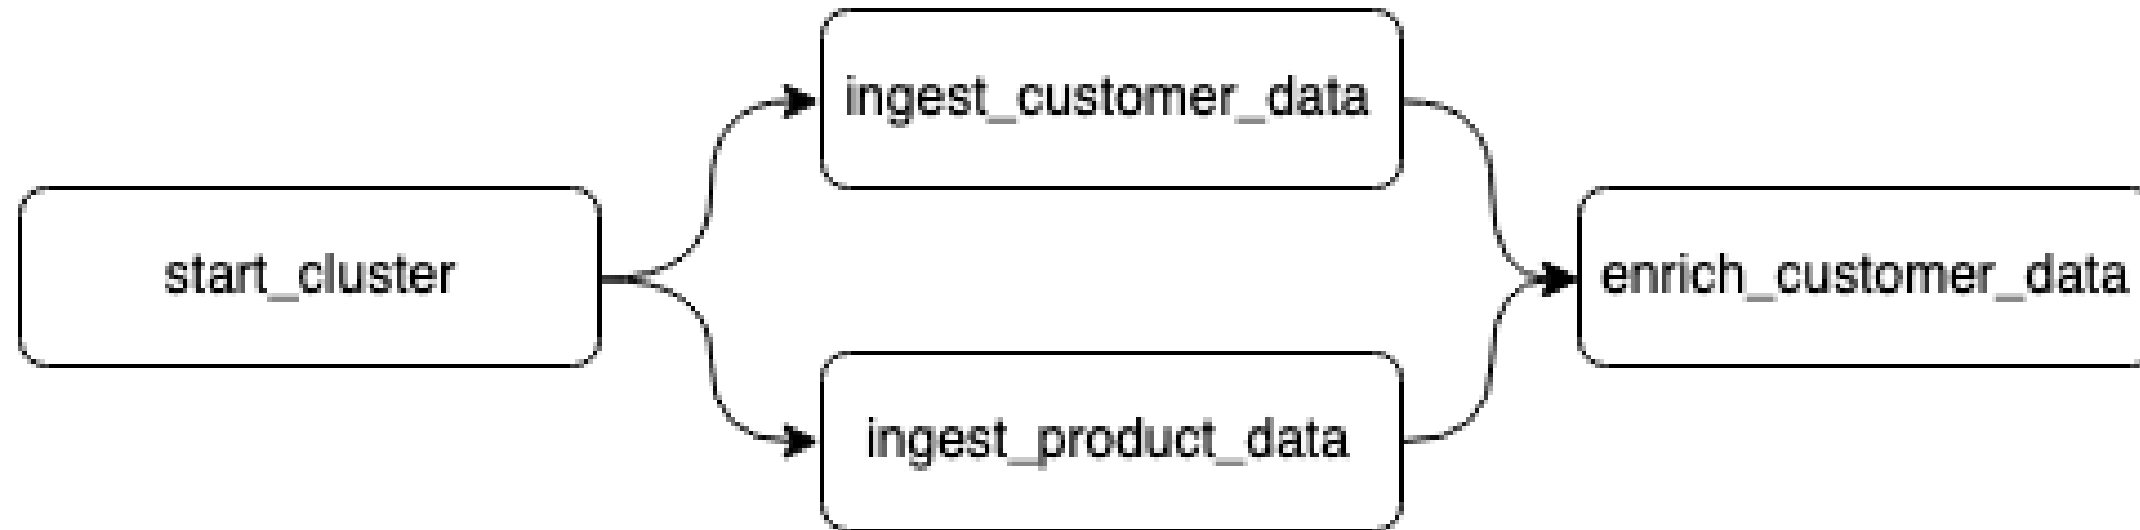 start_cluster
ingest_customer_data
ingest_product_data
enrich_customer_data